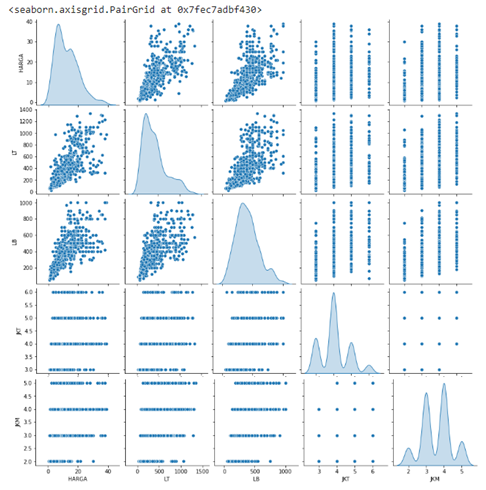 <seaborn.axisgrid.PairGrid at 0x7fec7adbf430>
40
30
20
10
0
HARGA
1400
1200
1000
800
600
400
200
0
LT
1000
800
600
400
200
0
LB
6.0
5.5
5.0
4.5
4.0
3.5
3.0
JKT
5.0
4.5
4.0
3.5
3.0
2.5
2.0
JKM
0 20 40
0 500 1000 1500
0 500 1000
3 4 5 6
2 3 4 5
HARGA LT LB JKT JKM